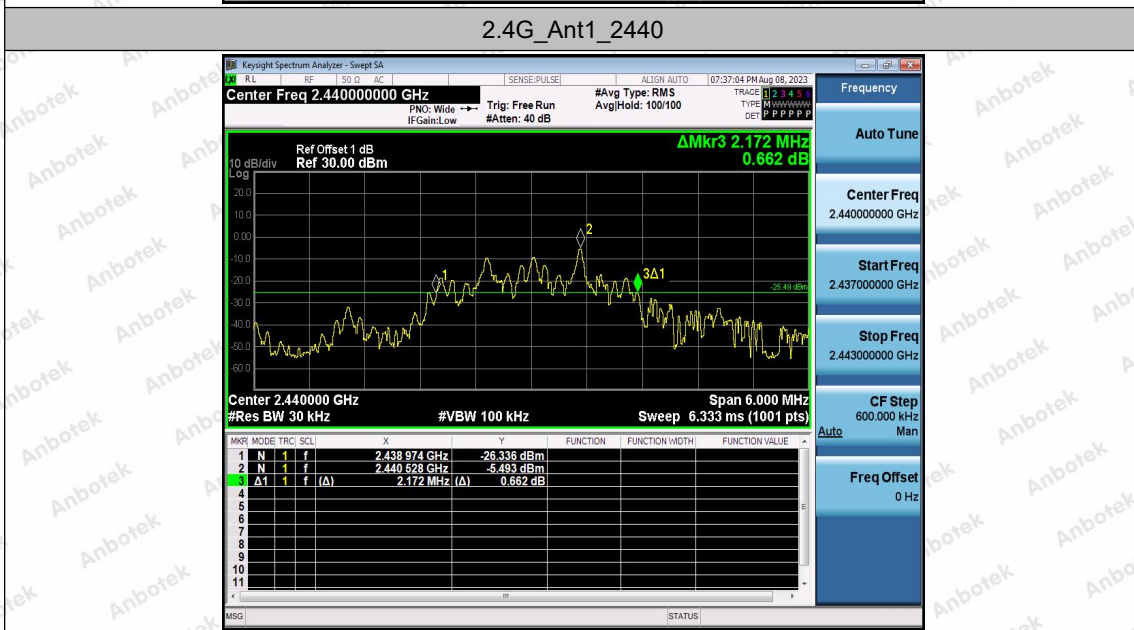 2.4G_Ant1_2440
Keysight Spectrum Analyzer - Swept SA
RL RF 50 Ω AC SENSE:PULSE ALIGN AUTO 07:37:04 PM Aug 08, 2023
Center Freq 2.440000000 GHz
PNO: Wide
IFGain:Low
Trig: Free Run
#Atten: 40 dB
#Avg Type: RMS
Avg|Hold: 100/100
TRACE 1 2 3 4 5 6
TYPE M WWWWW
DET P P P P P P
Frequency
Auto Tune
Center Freq
2.440000000 GHz
Start Freq
2.437000000 GHz
Stop Freq
2.443000000 GHz
CF Step
600.000 kHz
Auto Man
Freq Offset
0 Hz
ΔMkr3 2.172 MHz
0.662 dB
Ref Offset 1 dB
10 dB/div Ref 30.00 dBm
Log
20.0
10.0
0.00
-10.0
-20.0
-30.0
-40.0
-50.0
-60.0
1
2
3Δ1
-25.49 dBm
Center 2.440000 GHz Span 6.000 MHz
#Res BW 30 kHz #VBW 100 kHz Sweep 6.333 ms (1001 pts)
MKR MODE TRC SCL X Y FUNCTION FUNCTION WIDTH FUNCTION VALUE
1 N 1 f 2.438 974 GHz -26.336 dBm
2 N 1 f 2.440 528 GHz -5.493 dBm
3 Δ1 1 f (Δ) 2.172 MHz (Δ) 0.662 dB
4
5
6
7
8
9
10
11
MSG STATUS